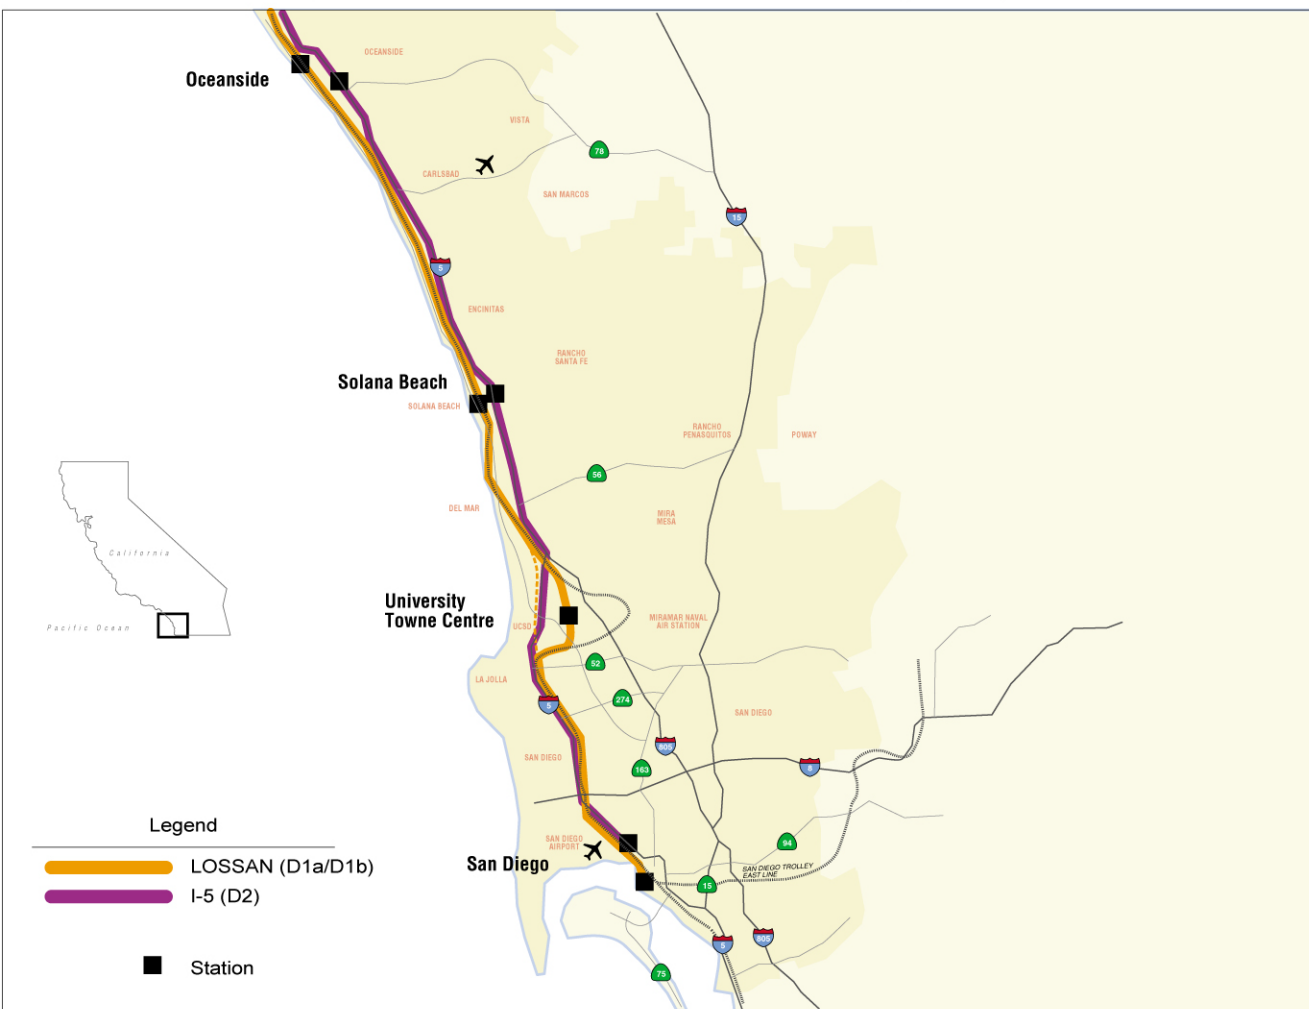 OCEANSIDE
Oceanside
VISTA
78
CARLSBAD
SAN MARCOS
15
5
ENCINITAS
RANCHO
SANTA FE
Solana Beach
SOLANA BEACH
RANCHO
PENASQUITOS
POWAY
56
DEL MAR
MIRA
MESA
California
Pacific Ocean
University
Towne Centre
UCSD
MIRAMAR NAVAL
AIR STATION
52
LA JOLLA
274
5
SAN DIEGO
805
SAN DIEGO
163
8
Legend
LOSSAN (D1a/D1b)
I-5 (D2)
Station
SAN DIEGO
AIRPORT
San Diego
94
SAN DIEGO TROLLEY
EAST LINE
15
5
805
75